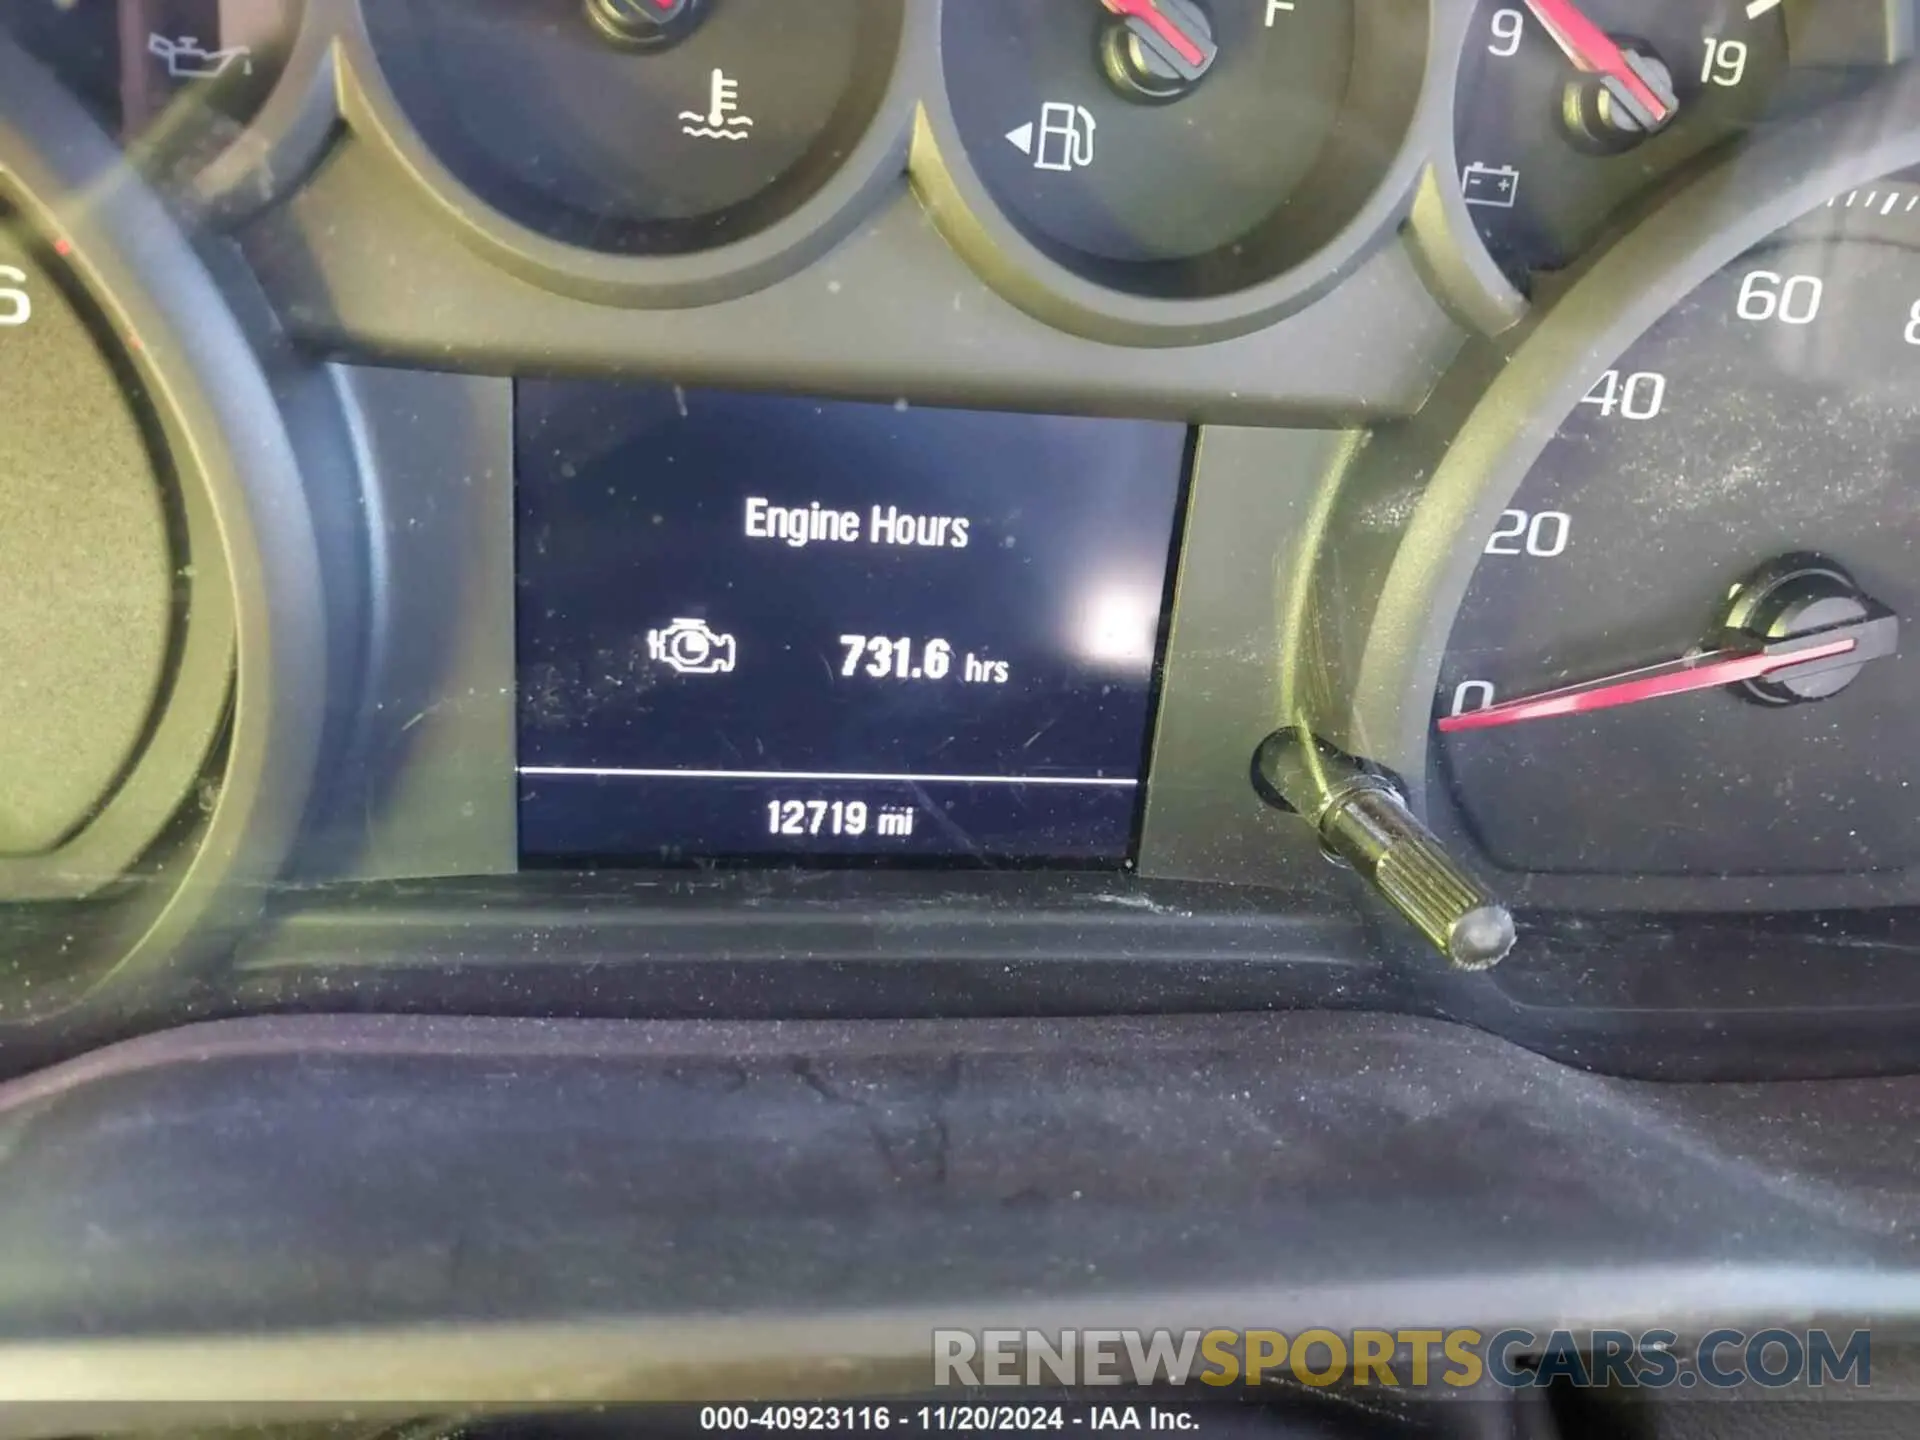 F
9
19
6
60
40
20
0
Engine Hours
731.6 hrs
12719 mi
RENEWSPORTSCARS.COM
000-40923116 - 11/20/2024 - IAA Inc.